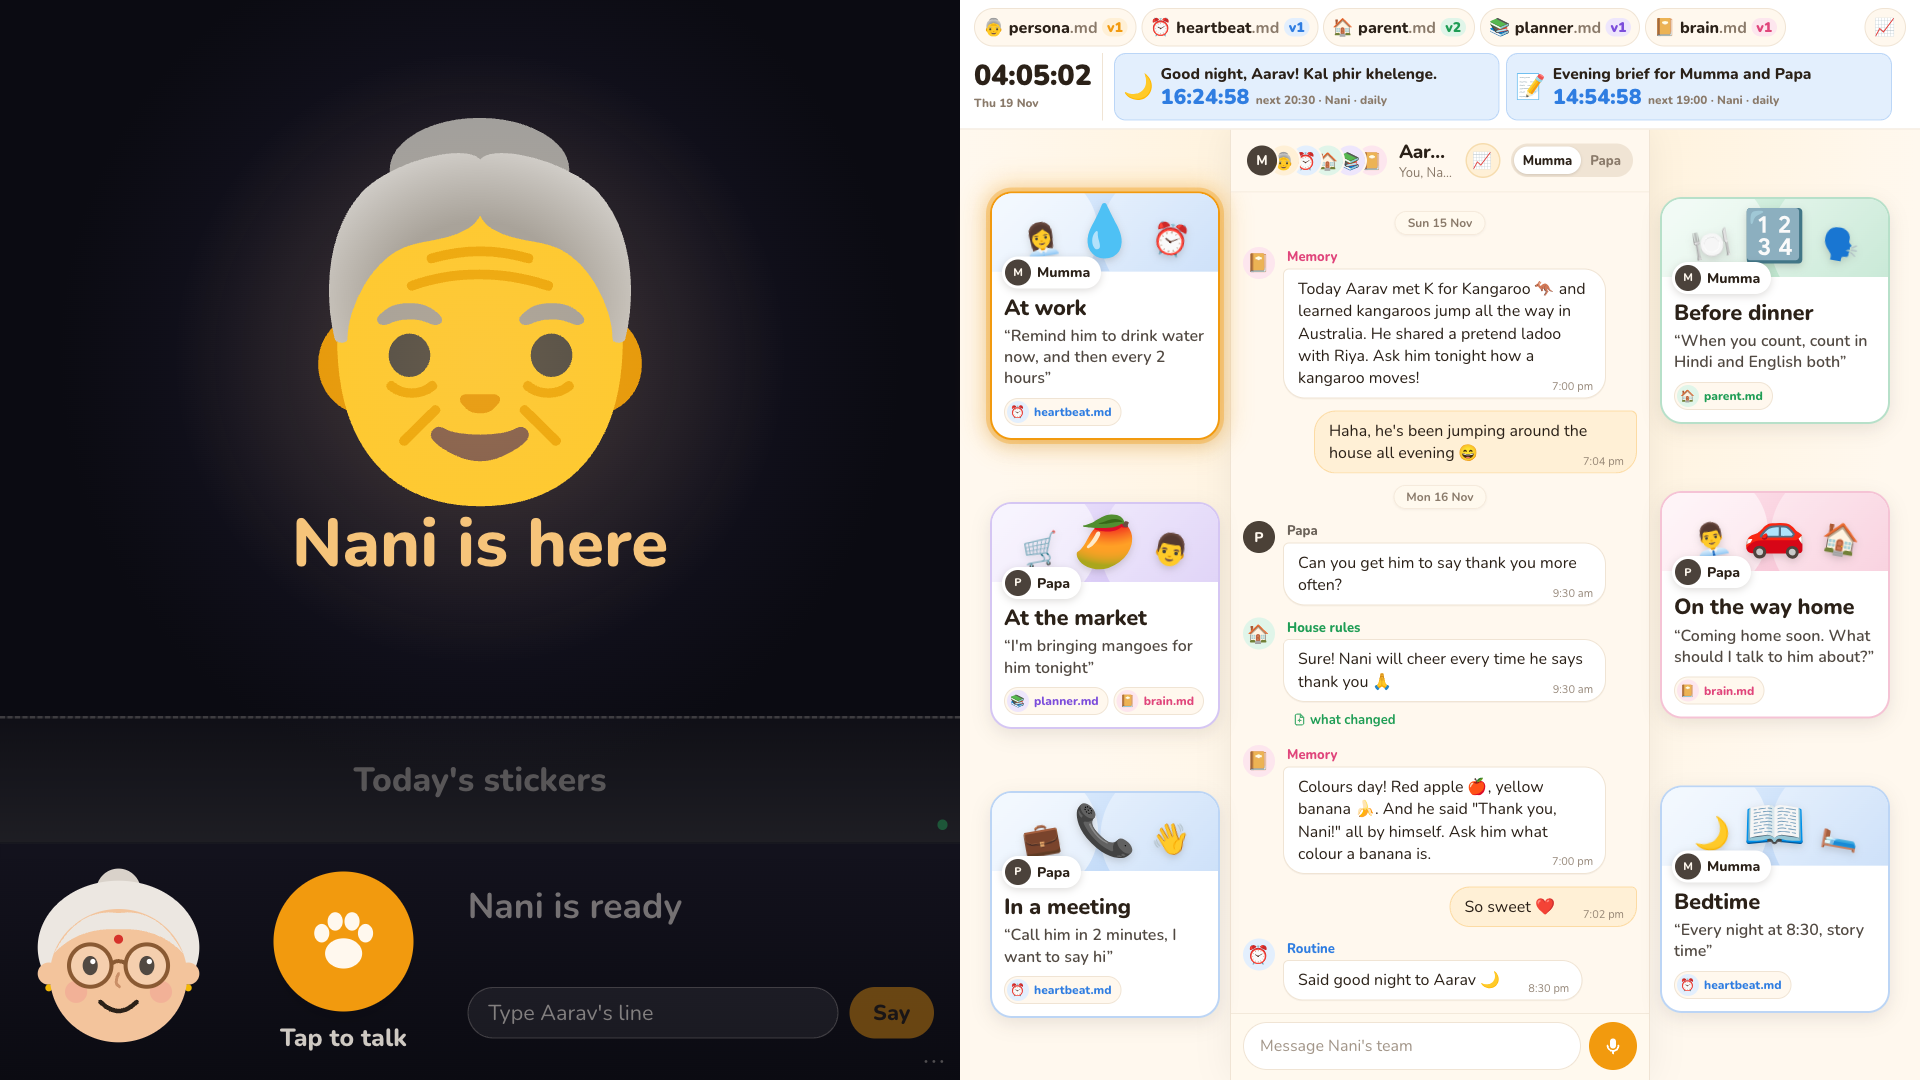 Nani is here
Today's stickers
Nani is ready
Tap to talk
Type Aarav's line
Say
persona.md v1
heartbeat.md v1
parent.md v2
planner.md v1
brain.md v1
04:05:02
Thu 19 Nov
Good night, Aarav! Kal phir khelenge.
16:24:58 next 20:30 · Nani · daily
Evening brief for Mumma and Papa
14:54:58 next 19:00 · Nani · daily
M Mumma
At work
“Remind him to drink water
now, and then every 2
hours”
heartbeat.md
P Papa
At the market
“I'm bringing mangoes for
him tonight”
planner.md
brain.md
P Papa
In a meeting
“Call him in 2 minutes, I
want to say hi”
heartbeat.md
M
Aar...
You, Na...
Mumma
Papa
Sun 15 Nov
Memory
Today Aarav met K for Kangaroo 🦘 and
learned kangaroos jump all the way in
Australia. He shared a pretend ladoo
with Riya. Ask him tonight how a
kangaroo moves!
7:00 pm
Haha, he's been jumping around the
house all evening 😄
7:04 pm
Mon 16 Nov
P
Papa
Can you get him to say thank you more
often?
9:30 am
House rules
Sure! Nani will cheer every time he says
thank you 🙏
9:30 am
what changed
Memory
Colours day! Red apple 🍎, yellow
banana 🍌. And he said "Thank you,
Nani!" all by himself. Ask him what
colour a banana is.
7:00 pm
So sweet ❤️
7:02 pm
Routine
Said good night to Aarav 🌙
8:30 pm
Message Nani's team
1 2
3 4
M Mumma
Before dinner
“When you count, count in
Hindi and English both”
parent.md
P Papa
On the way home
“Coming home soon. What
should I talk to him about?”
brain.md
M Mumma
Bedtime
“Every night at 8:30, story
time”
heartbeat.md